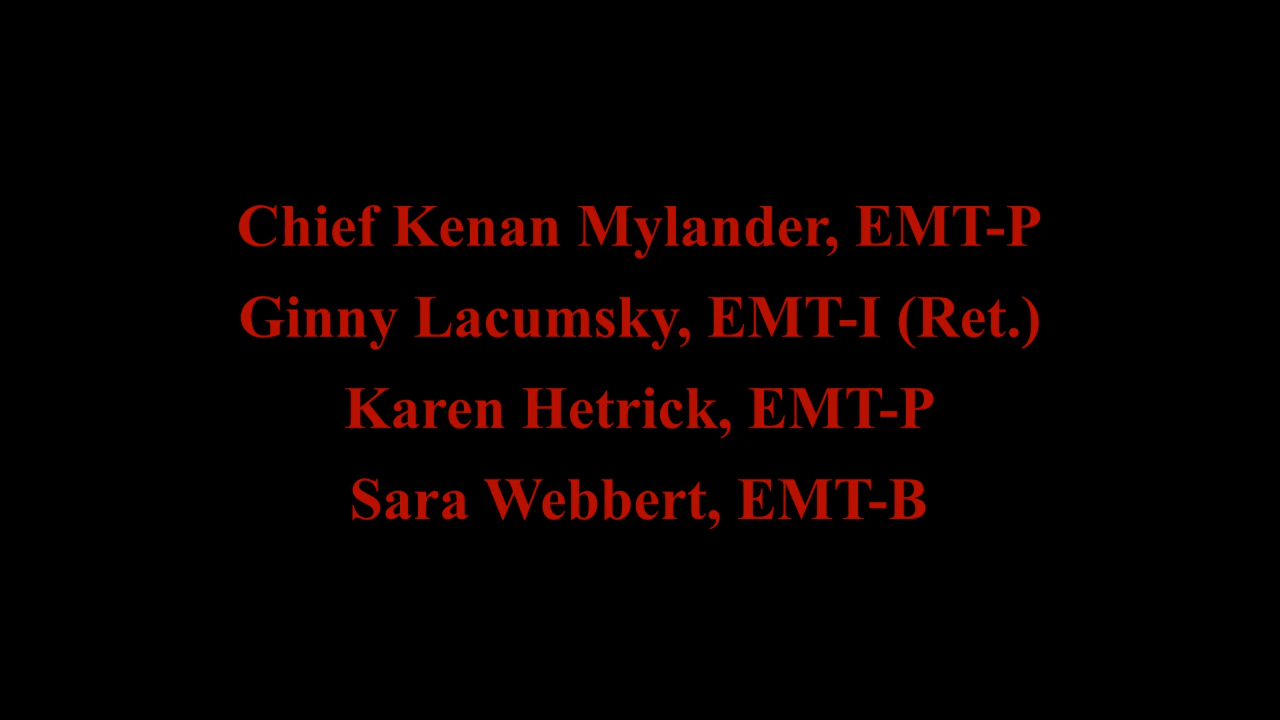 Chief Kenan Mylander, EMT-P
Ginny Lacumsky, EMT-I (Ret.)
Karen Hetrick, EMT-P
Sara Webbert, EMT-B